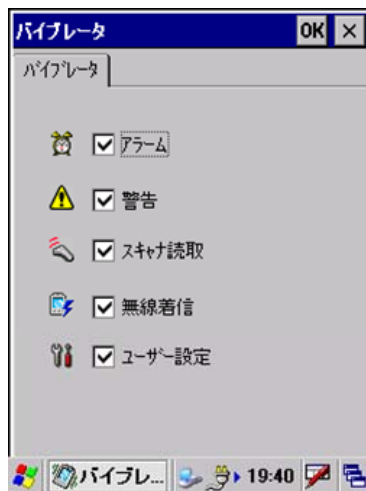 バイブレータ OK ×
バイブレータ
アラーム
警告
スキャナ読取
無線着信
ユーザー設定
バイブレ... 19:40